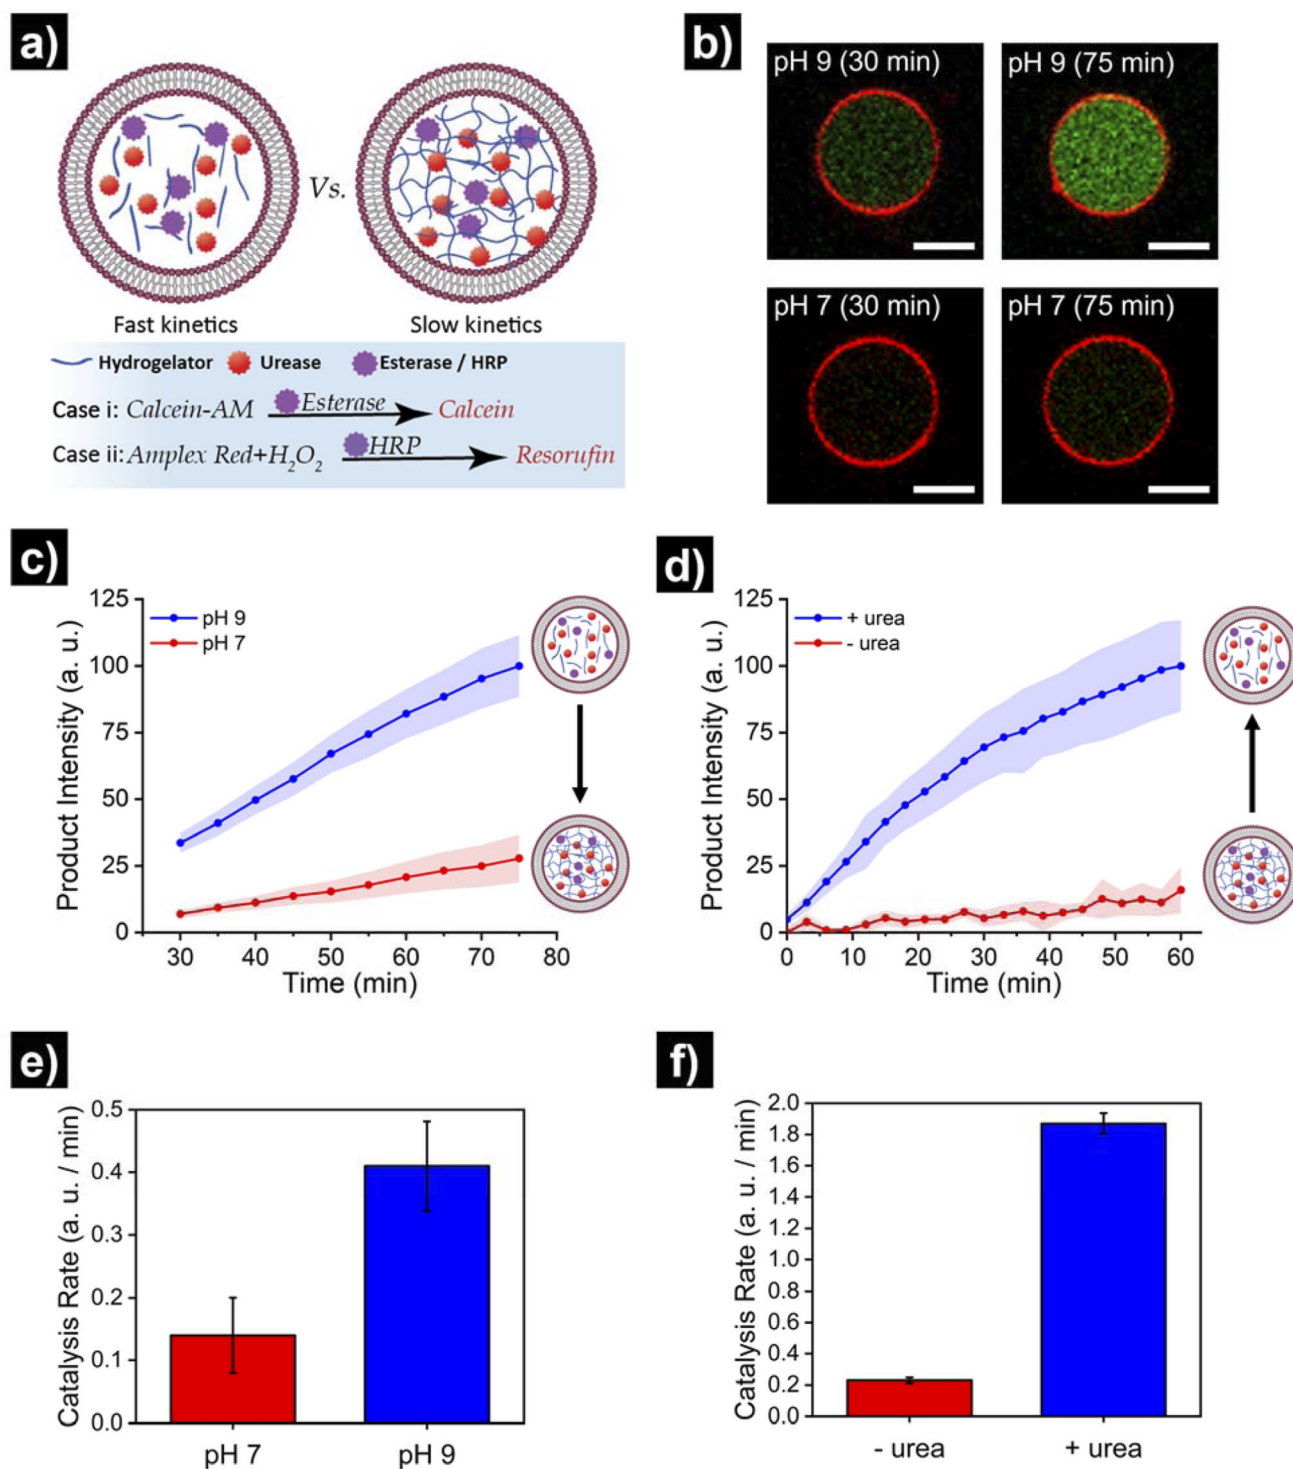 a)
Vs.
Fast kinetics
Slow kinetics
Hydrogelator
Urease
Esterase / HRP
Case i: Calcein-AM Esterase Calcein
Case ii: Amplex Red+H₂O₂ HRP Resorufin
b)
pH 9 (30 min)
pH 9 (75 min)
pH 7 (30 min)
pH 7 (75 min)
c)
Product Intensity (a. u.)
125
100
75
50
25
0
pH 9
pH 7
30 40 50 60 70 80
Time (min)
d)
Product Intensity (a. u.)
125
100
75
50
25
0
+ urea
- urea
0 10 20 30 40 50 60
Time (min)
e)
Catalysis Rate (a. u. / min)
0.5
0.4
0.3
0.2
0.1
0.0
pH 7
pH 9
f)
Catalysis Rate (a. u. / min)
2.0
1.8
1.6
1.4
1.2
1.0
0.8
0.6
0.4
0.2
0.0
- urea
+ urea